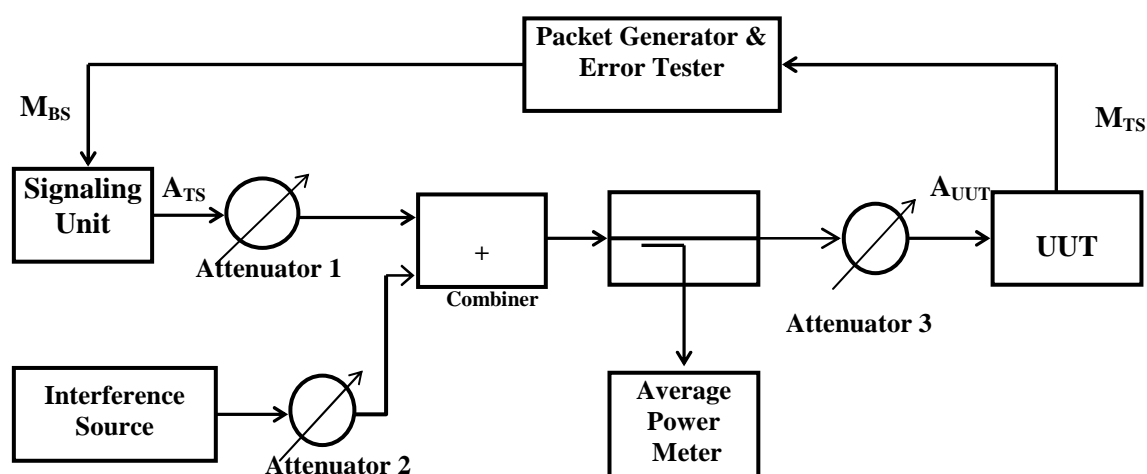 Packet Generator &
Error Tester
M_BS
M_TS
Signaling
Unit
A_TS
Attenuator 1
+
Combiner
Attenuator 3
A_UUT
UUT
Interference
Source
Attenuator 2
Average
Power
Meter